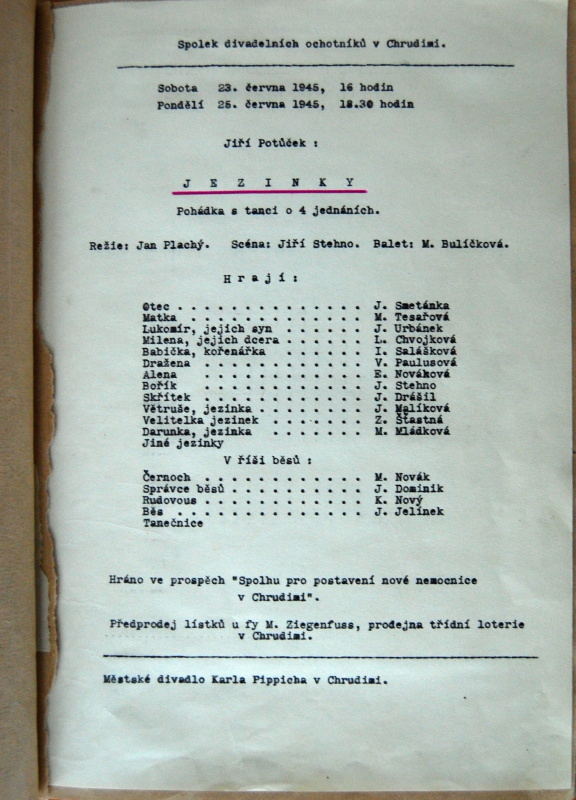 Spolek divadelních ochotníků v Chrudimi.
Sobota 23. června 1945, 16 hodin
Pondělí 25. června 1945, 18.30 hodin
Jiří Potůček :
J E Z I N K Y
Pohádka s tanci o 4 jednáních.
Režie: Jan Plachý. Scéna: Jiří Stehno. Balet: M. Bulíčková.
H r a j í :
Otec . . . . . . . . . . . . . . J. Smetánka
Matka . . . . . . . . . . . . . . M. Tesařová
Lukomír, jejich syn . . . . . . J. Urbánek
Milena, jejich dcera . . . . . . L. Chvojková
Babička, kořenářka . . . . . . I. Salášková
Dražena . . . . . . . . . . . . V. Paulusová
Alena . . . . . . . . . . . . . E. Nováková
Bořík . . . . . . . . . . . . . J. Stehno
Skřítek . . . . . . . . . . . . J. Drášil
Větruše, jezinka . . . . . . . . J. Malíková
Velitelka jezinek . . . . . . . Z. Šťastná
Darunka, jezinka . . . . . . . M. Mládková
Jiné jezinky
V říši běsů :
Černoch . . . . . . . . . . . . M. Novák
Správce běsů . . . . . . . . . . J. Dominik
Rudovous . . . . . . . . . . . . K. Nový
Běs . . . . . . . . . . . . . . J. Jelínek
Tanečnice
Hráno ve prospěch "Spolhu pro postavení nové nemocnice
v Chrudimi".
Předprodej lístků u fy M. Ziegenfuss, prodejna třídní loterie
v Chrudimi.
Městské divadlo Karla Pippicha v Chrudimi.